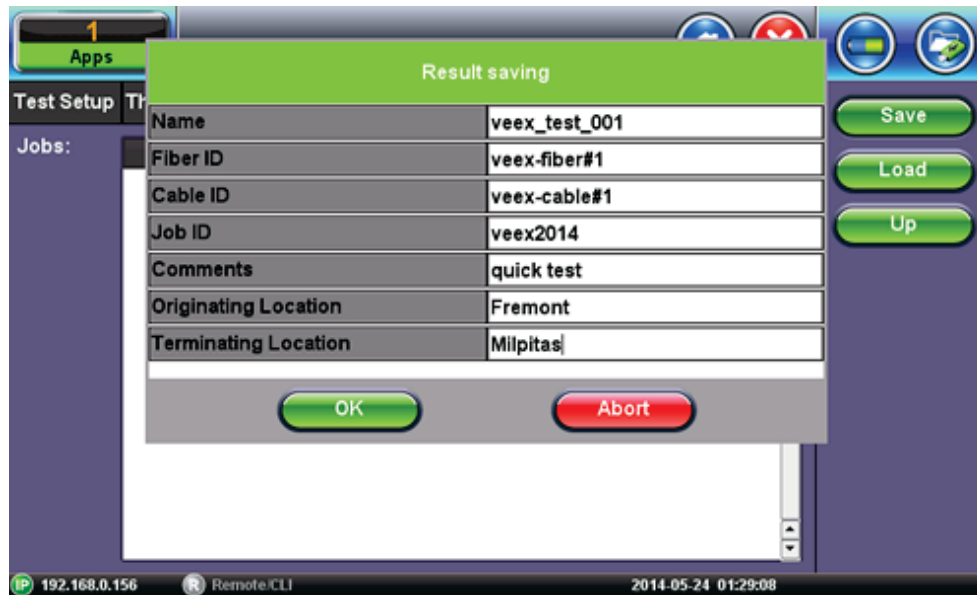 1
Apps
Result saving
Test Setup Th
Name veex_test_001
Fiber ID veex-fiber#1
Cable ID veex-cable#1
Job ID veex2014
Comments quick test
Originating Location Fremont
Terminating Location Milpitas
OK Abort
Jobs:
Save
Load
Up
IP 192.168.0.156 R Remote/CLI 2014-05-24 01:29:08